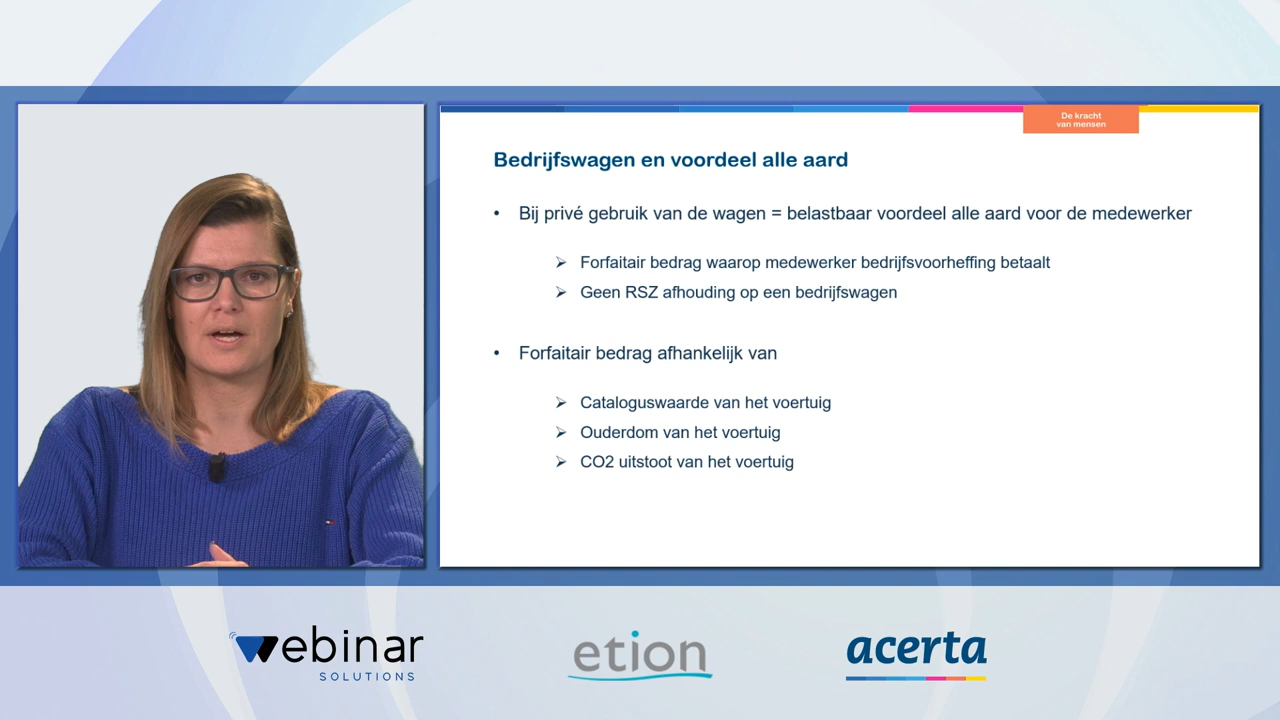 De kracht
van mensen
Bedrijfswagen en voordeel alle aard
• Bij privé gebruik van de wagen = belastbaar voordeel alle aard voor de medewerker
➢ Forfaitair bedrag waarop medewerker bedrijfsvoorheffing betaalt
➢ Geen RSZ afhouding op een bedrijfswagen
• Forfaitair bedrag afhankelijk van
➢ Cataloguswaarde van het voertuig
➢ Ouderdom van het voertuig
➢ CO2 uitstoot van het voertuig
Webinar
SOLUTIONS
etion
acerta